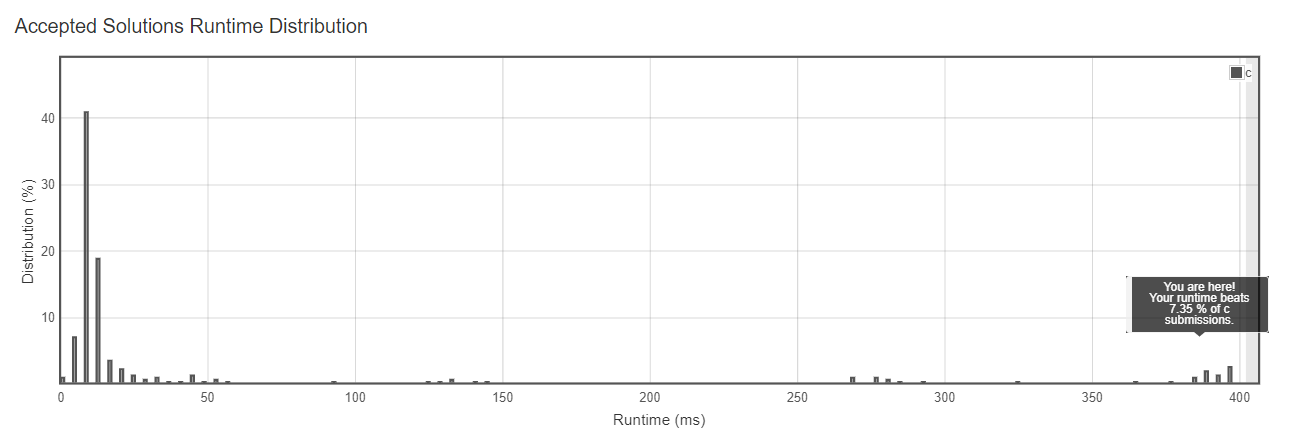 Accepted Solutions Runtime Distribution
c
40
30
20
10
Distribution (%)
You are here!
Your runtime beats
7.35 % of c
submissions.
0 50 100 150 200 250 300 350 400
Runtime (ms)